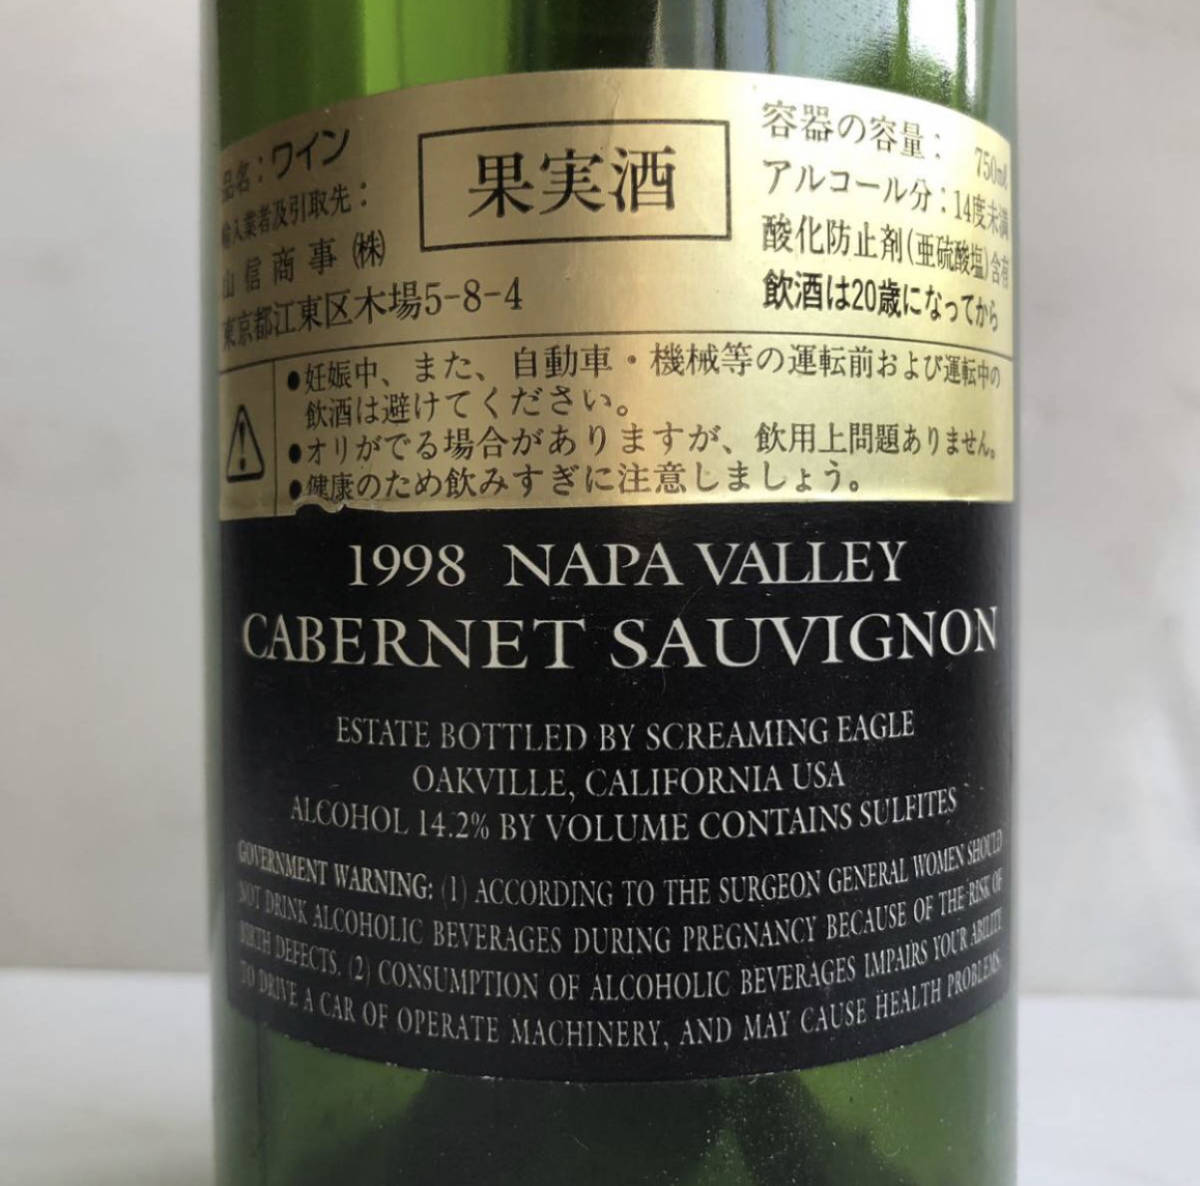 品名：ワイン
輸入業者及引取先：
山信商事㈱
東京都江東区木場5-8-4
果実酒
容器の容量： 750ml
アルコール分：14度未満
酸化防止剤(亜硫酸塩)含有
飲酒は20歳になってから
●妊娠中、また、自動車・機械等の運転前および運転中の
飲酒は避けてください。
●オリがでる場合がありますが、飲用上問題ありません。
●健康のため飲みすぎに注意しましょう。
1998 NAPA VALLEY
CABERNET SAUVIGNON
ESTATE BOTTLED BY SCREAMING EAGLE
OAKVILLE, CALIFORNIA USA
ALCOHOL 14.2% BY VOLUME CONTAINS SULFITES
GOVERNMENT WARNING: (1) ACCORDING TO THE SURGEON GENERAL WOMEN SHOULD
NOT DRINK ALCOHOLIC BEVERAGES DURING PREGNANCY BECAUSE OF THE RISK OF
BIRTH DEFECTS. (2) CONSUMPTION OF ALCOHOLIC BEVERAGES IMPAIRS YOUR ABILITY
TO DRIVE A CAR OF OPERATE MACHINERY, AND MAY CAUSE HEALTH PROBLEMS.